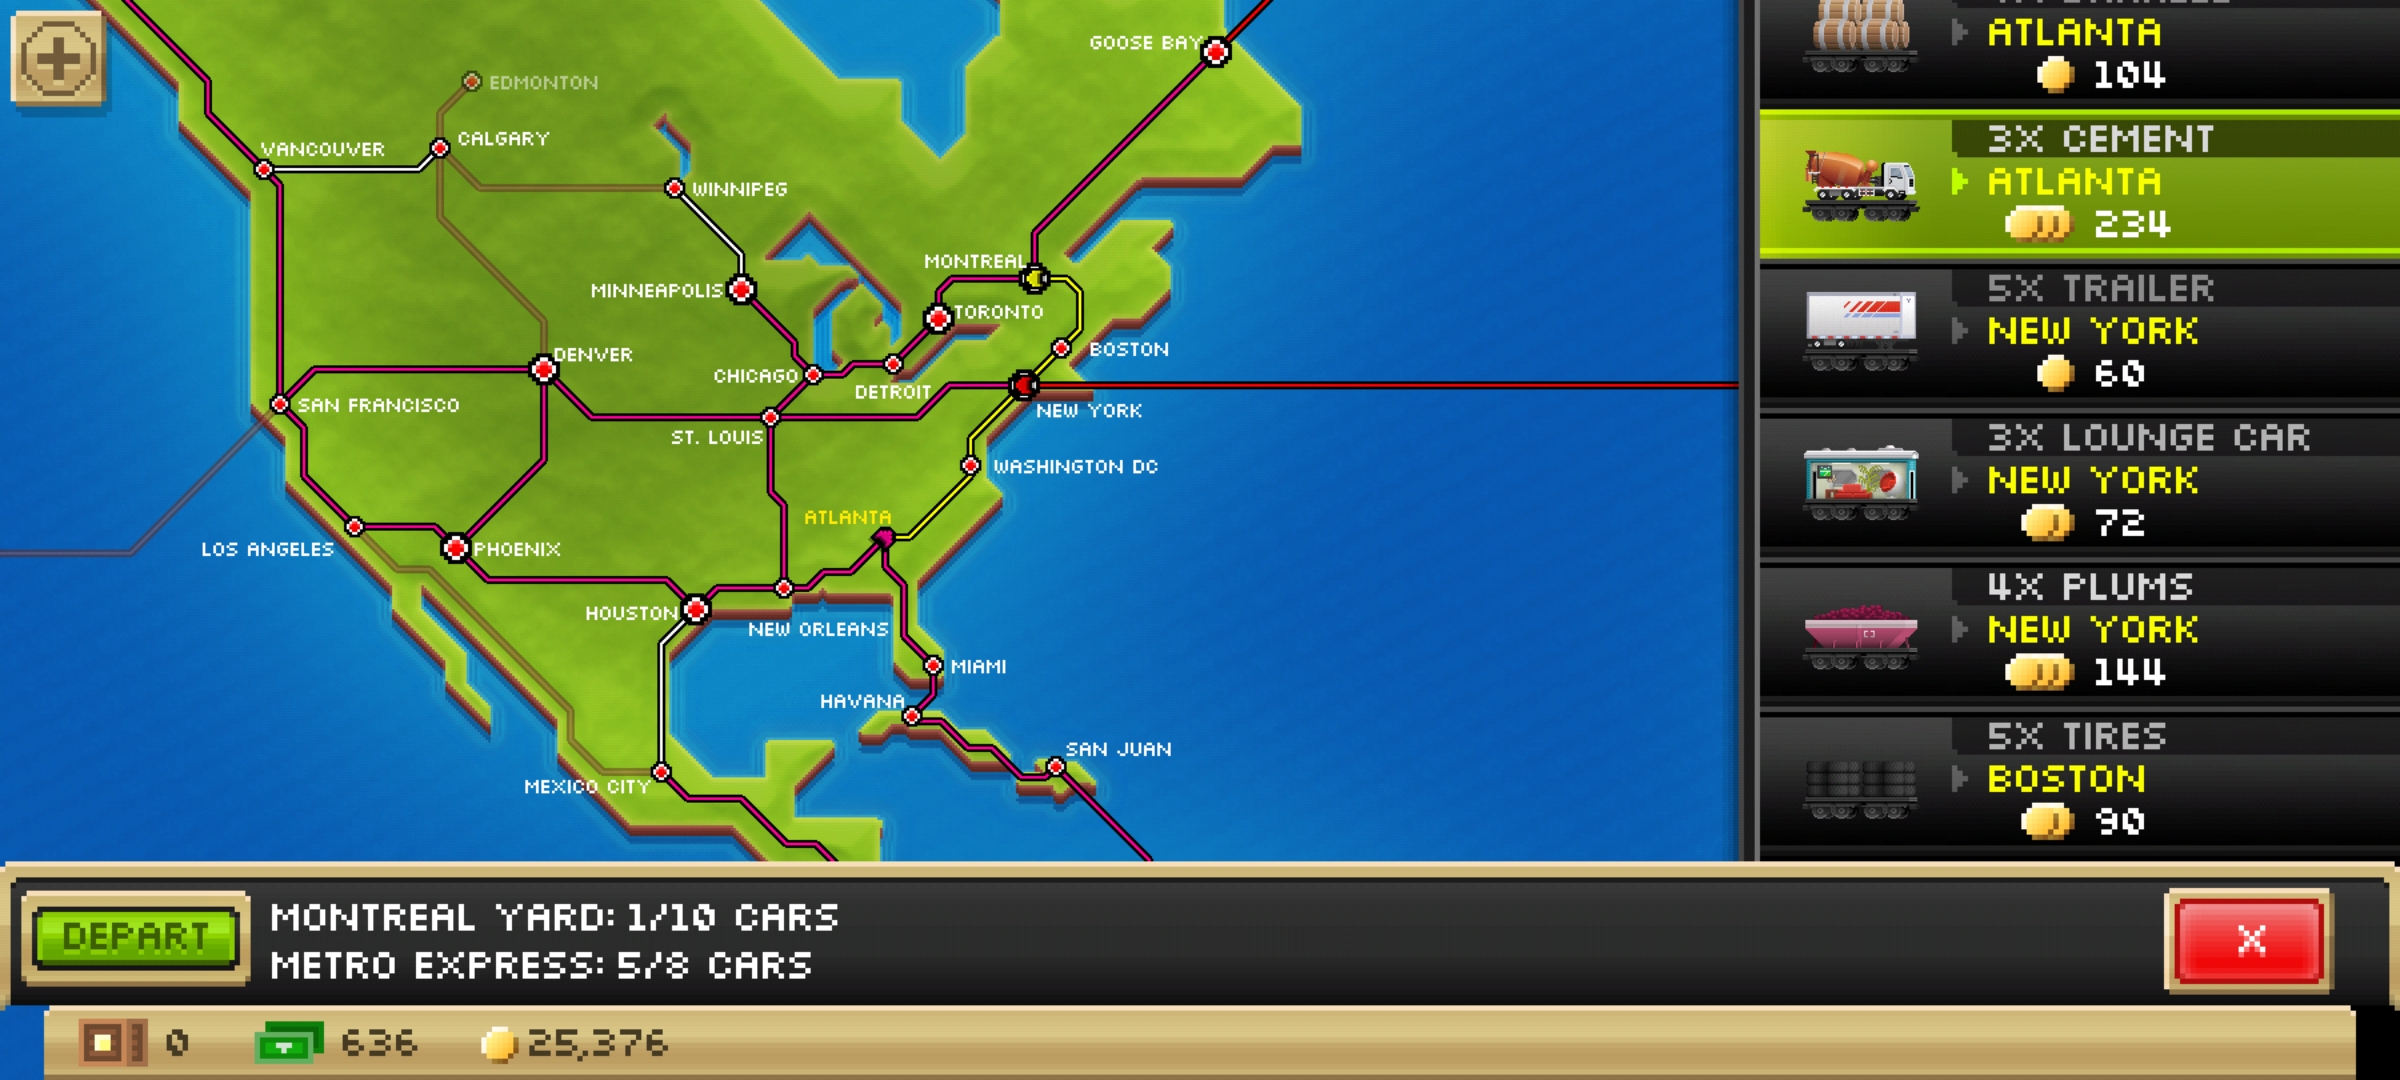 GOOSE BAY
EDMONTON
CALGARY
VANCOUVER
WINNIPEG
MONTREAL
MINNEAPOLIS
TORONTO
BOSTON
DENVER
CHICAGO
DETROIT
SAN FRANCISCO
NEW YORK
ST. LOUIS
WASHINGTON DC
ATLANTA
LOS ANGELES
PHOENIX
HOUSTON
NEW ORLEANS
MIAMI
HAVANA
SAN JUAN
MEXICO CITY
ATLANTA
104
3X CEMENT
ATLANTA
234
5X TRAILER
NEW YORK
60
3X LOUNGE CAR
NEW YORK
72
4X PLUMS
NEW YORK
144
5X TIRES
BOSTON
90
DEPART
MONTREAL YARD: 1/10 CARS
METRO EXPRESS: 5/8 CARS
X
0
636
25,376